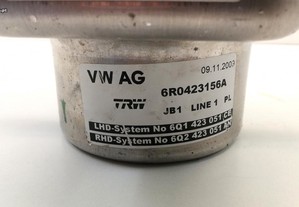 09.11.2009
VW AG
6R0423156A
TRW
JB1 LINE 1 PL
LHD-System No 6Q1 423 051
RHD-System No 6Q2 423 051